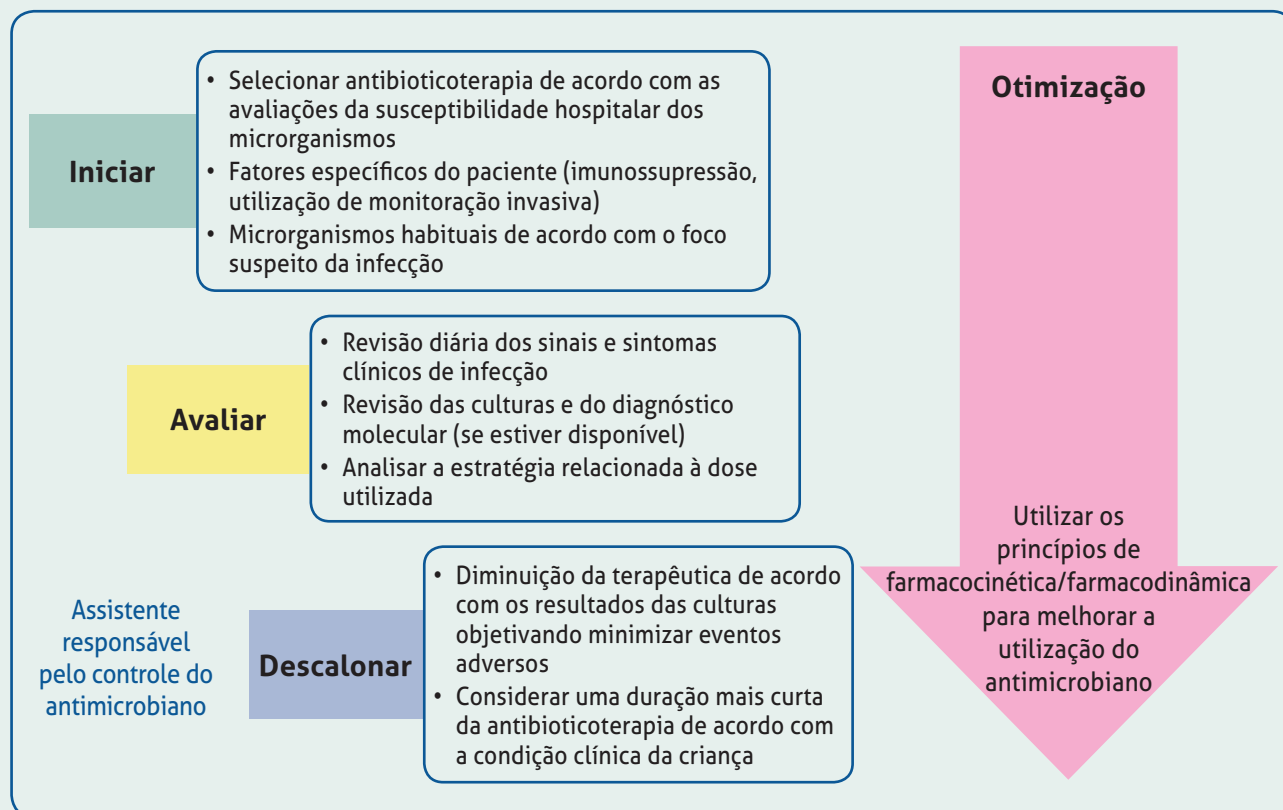 Iniciar
• Selecionar antibioticoterapia de acordo com as
avaliações da susceptibilidade hospitalar dos
microrganismos
• Fatores específicos do paciente (imunossupressão,
utilização de monitoração invasiva)
• Microrganismos habituais de acordo com o foco
suspeito da infecção
Avaliar
• Revisão diária dos sinais e sintomas
clínicos de infecção
• Revisão das culturas e do diagnóstico
molecular (se estiver disponível)
• Analisar a estratégia relacionada à dose
utilizada
Assistente
responsável
pelo controle do
antimicrobiano
Descalonar
• Diminuição da terapêutica de acordo
com os resultados das culturas
objetivando minimizar eventos
adversos
• Considerar uma duração mais curta
da antibioticoterapia de acordo com
a condição clínica da criança
Otimização
Utilizar os
princípios de
farmacocinética/farmacodinâmica
para melhorar a
utilização do
antimicrobiano